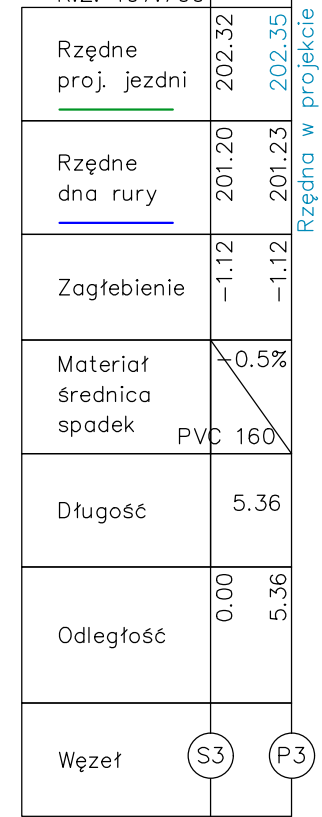 Rzędne
proj. jezdni
202.32
202.35
Rzędna w projekcie
Rzędne
dna rury
201.20
201.23
Zagłebienie
-1.12
-1.12
Materiał
średnica
spadek
-0.5%
PVC 160
Długość
5.36
Odległość
0.00
5.36
Węzeł
S3
P3